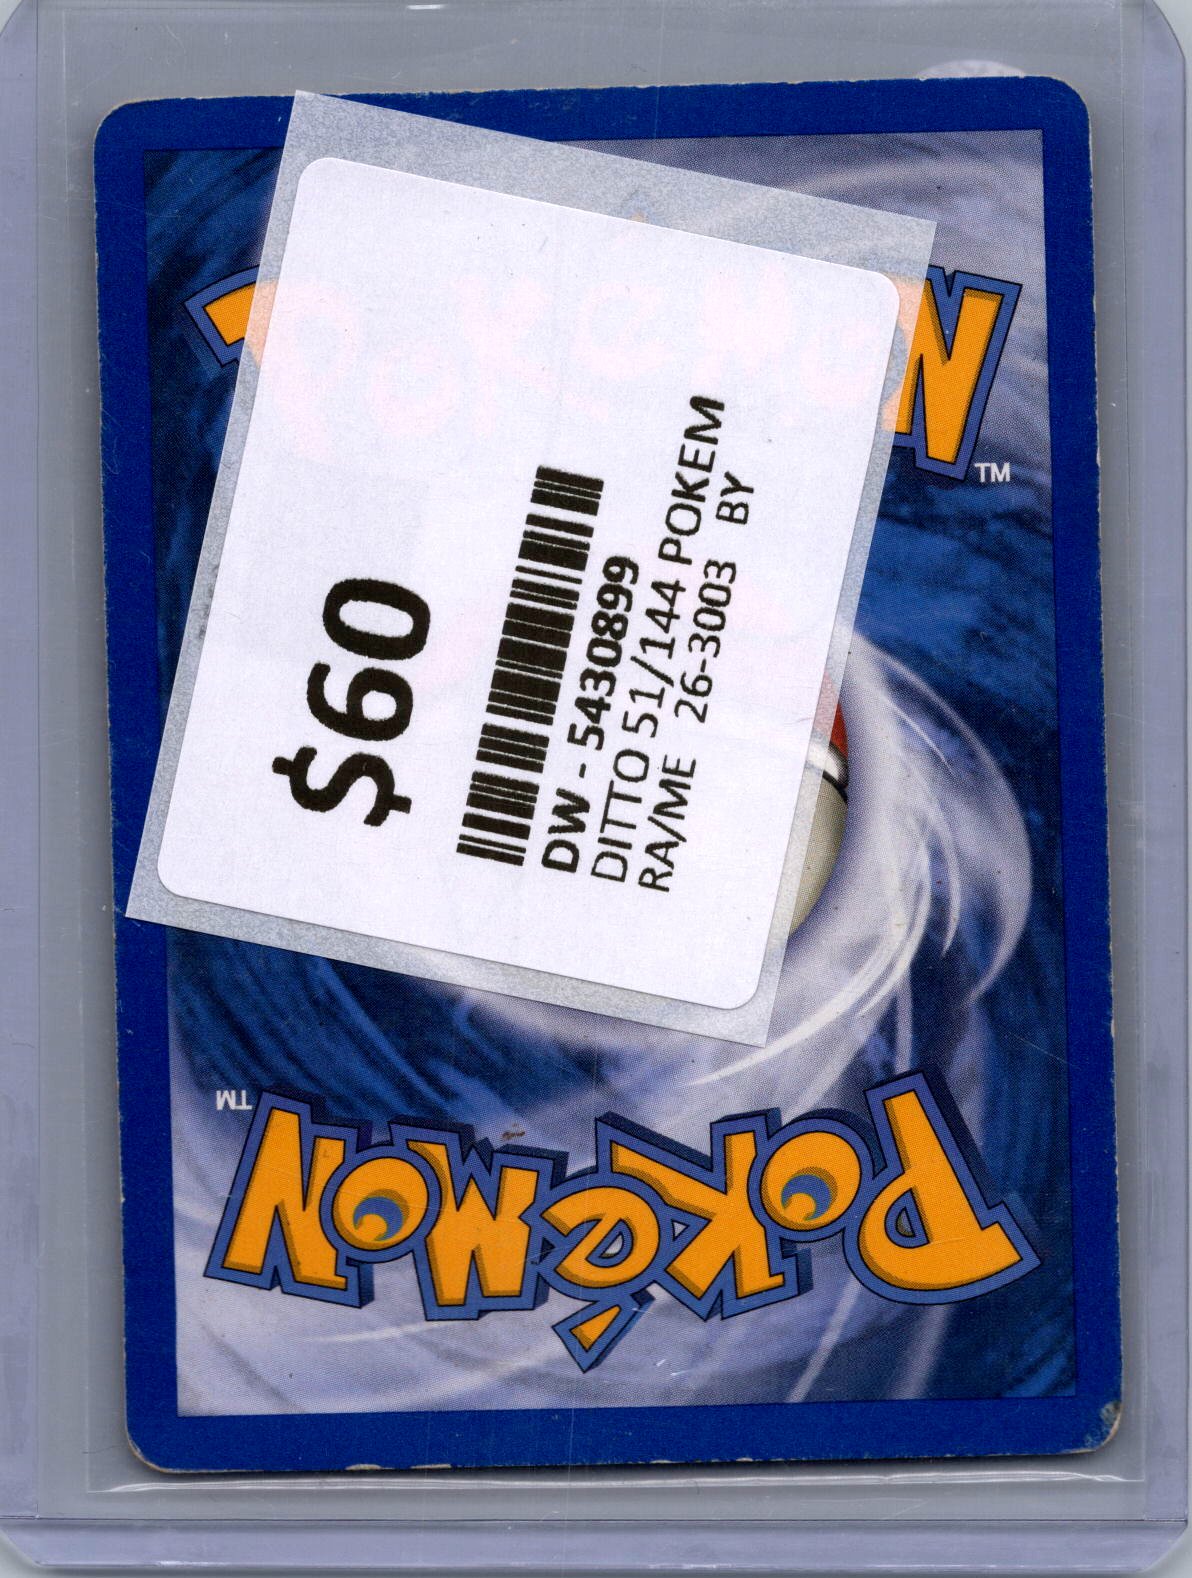 $60
DW - 5430899
DITTO 51/144 POKEM
RA/ME 26-3003 BY
N
TM
Pokémon
TM